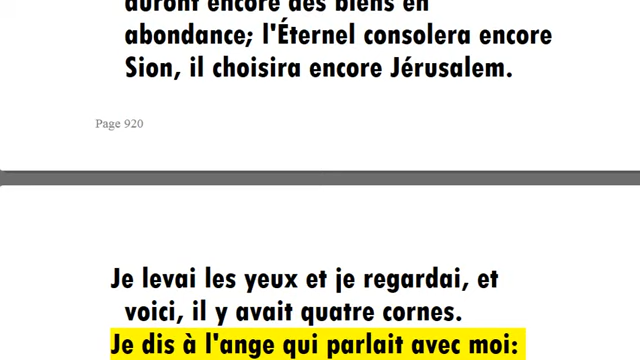 auront encore des biens en
abondance; l'Éternel consolera encore
Sion, il choisira encore Jérusalem.
Page 920
Je levai les yeux et je regardai, et
voici, il y avait quatre cornes.
Je dis à l'ange qui parlait avec moi: